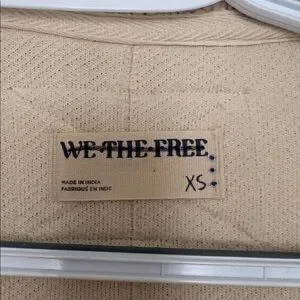 WE•THE•FREE
XS
MADE IN INDIA
FABRIQUÉ EN INDE